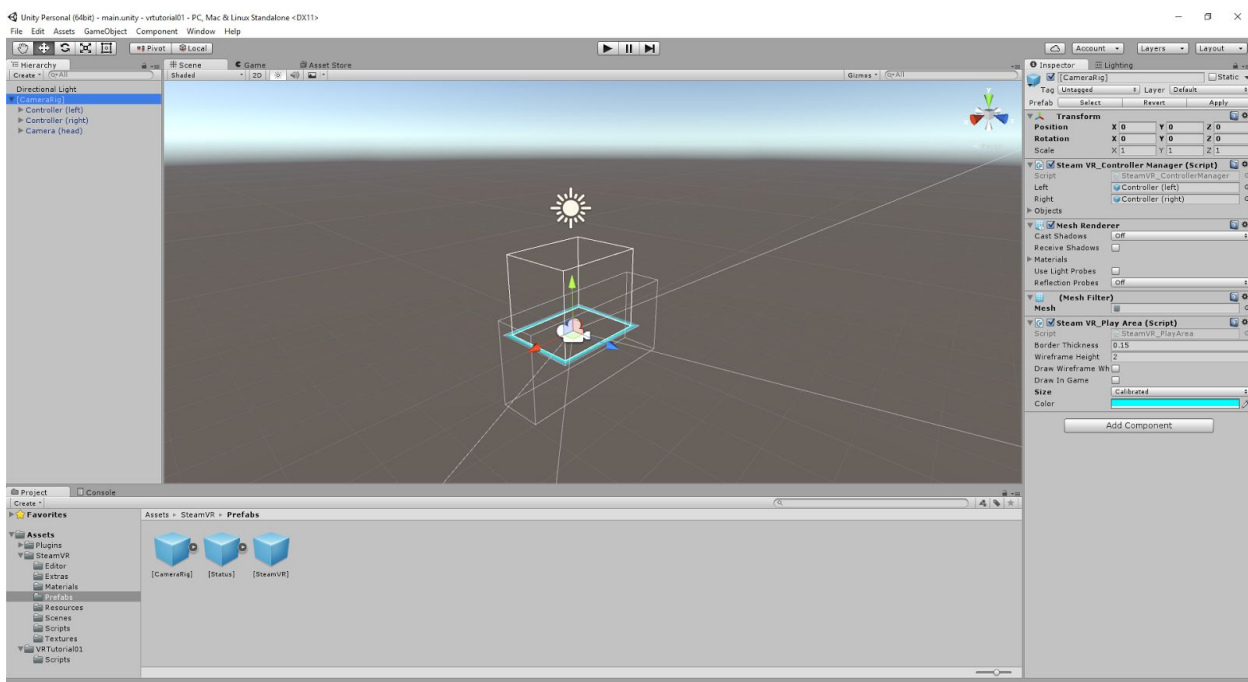 Unity Personal (64bit) - main.unity - vrtutorial01 - PC, Mac & Linux Standalone <DX11>
File Edit Assets GameObject Component Window Help
Pivot Local Account Layers Layout
Hierarchy
Create All
Directional Light
[CameraRig]
Controller (left)
Controller (right)
Camera (head)
Scene Game Asset Store
Shaded 2D Gizmos All
y
Inspector Lighting
[CameraRig] Static
Tag Untagged Layer Default
Prefab Select Revert Apply
Transform
Position X 0 Y 0 Z 0
Rotation X 0 Y 0 Z 0
Scale X 1 Y 1 Z 1
Steam VR_Controller Manager (Script)
Script SteamVR_ControllerManager
Left Controller (left)
Right Controller (right)
Objects
Mesh Renderer
Cast Shadows Off
Receive Shadows
Materials
Use Light Probes
Reflection Probes Off
(Mesh Filter)
Mesh
Steam VR_Play Area (Script)
Script SteamVR_PlayArea
Border Thickness 0.15
Wireframe Height 2
Draw Wireframe Wh
Draw In Game
Size Calibrated
Color
Add Component
Project Console
Create
Favorites
Assets
Plugins
SteamVR
Editor
Extras
Materials
Prefabs
Resources
Scenes
Scripts
Textures
VRTutorial01
Scripts
Assets SteamVR Prefabs
[CameraRig] [Status] [SteamVR]